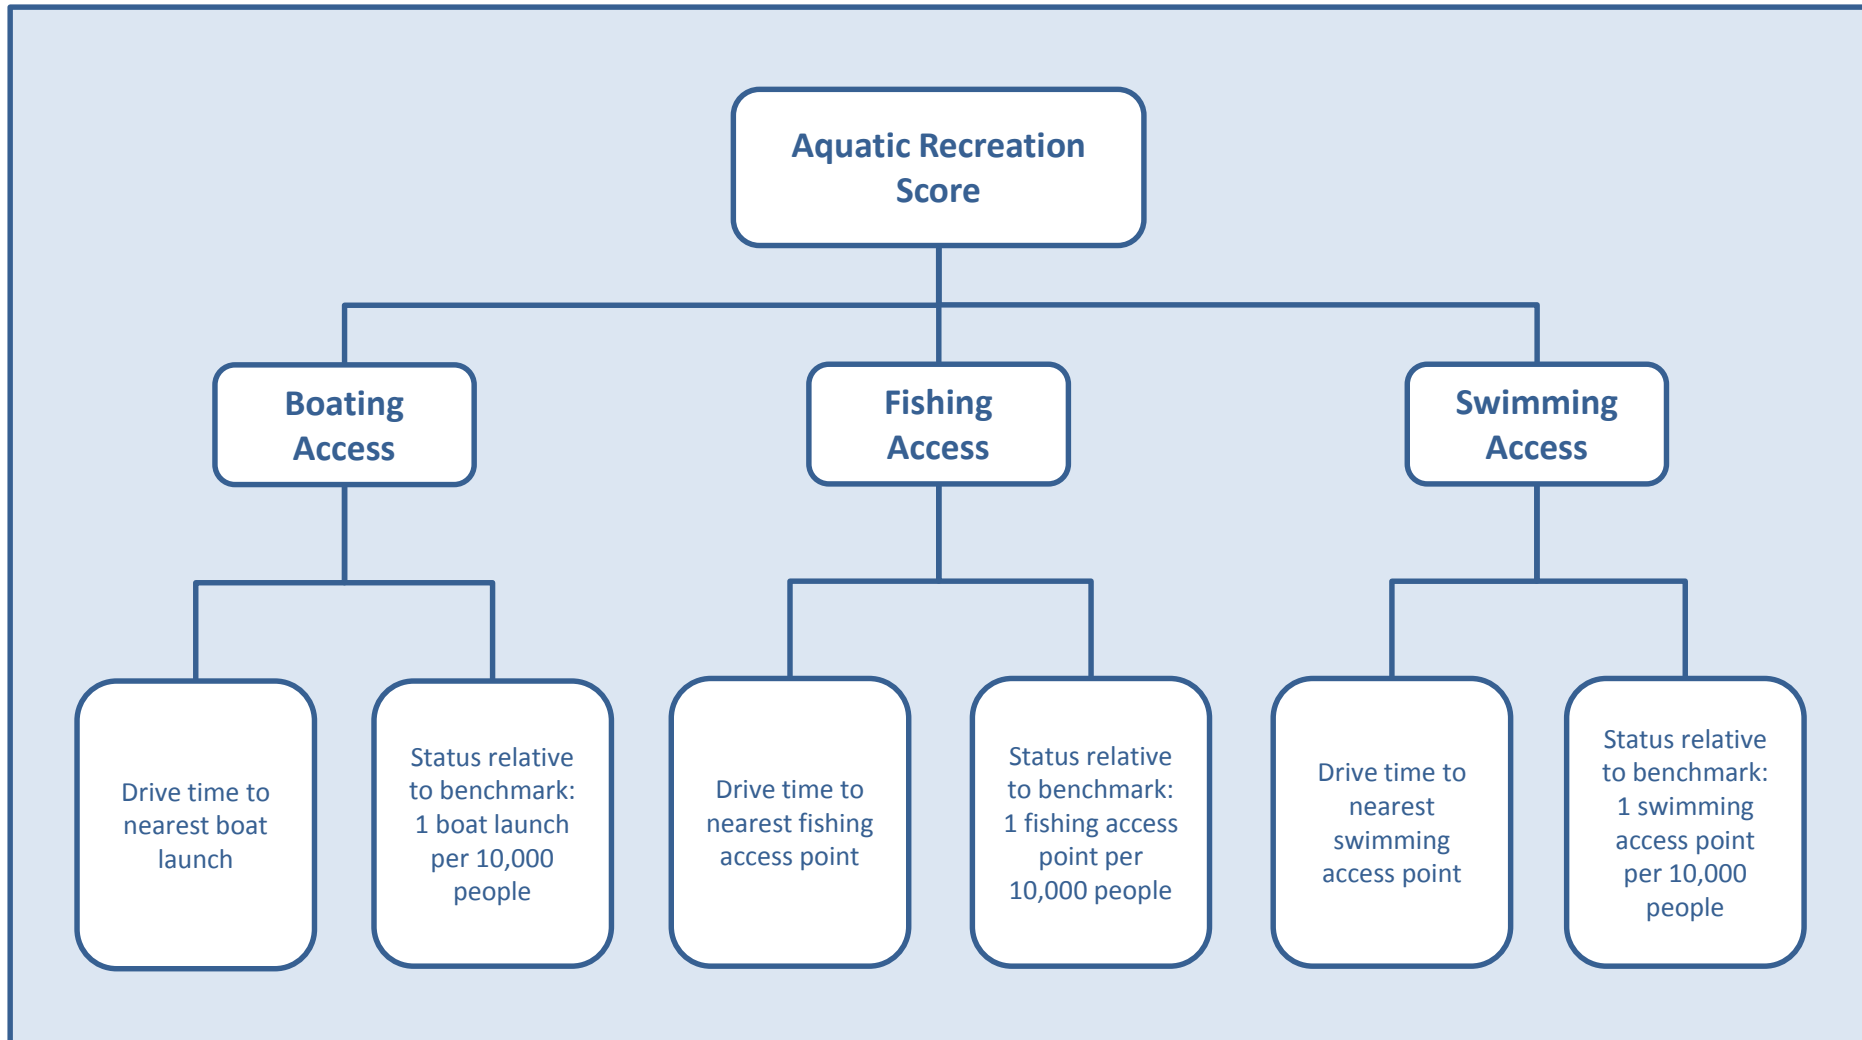 Aquatic Recreation
Score
Boating
Access
Fishing
Access
Swimming
Access
Drive time to
nearest boat
launch
Status relative
to benchmark:
1 boat launch
per 10,000
people
Drive time to
nearest fishing
access point
Status relative
to benchmark:
1 fishing access
point per
10,000 people
Drive time to
nearest
swimming
access point
Status relative
to benchmark:
1 swimming
access point
per 10,000
people